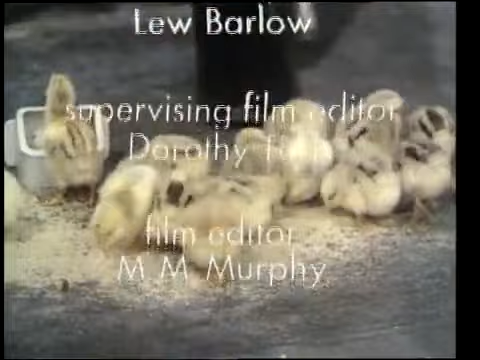 Lew Barlow
supervising film editor
Dorothy
film editor
M M Murphy